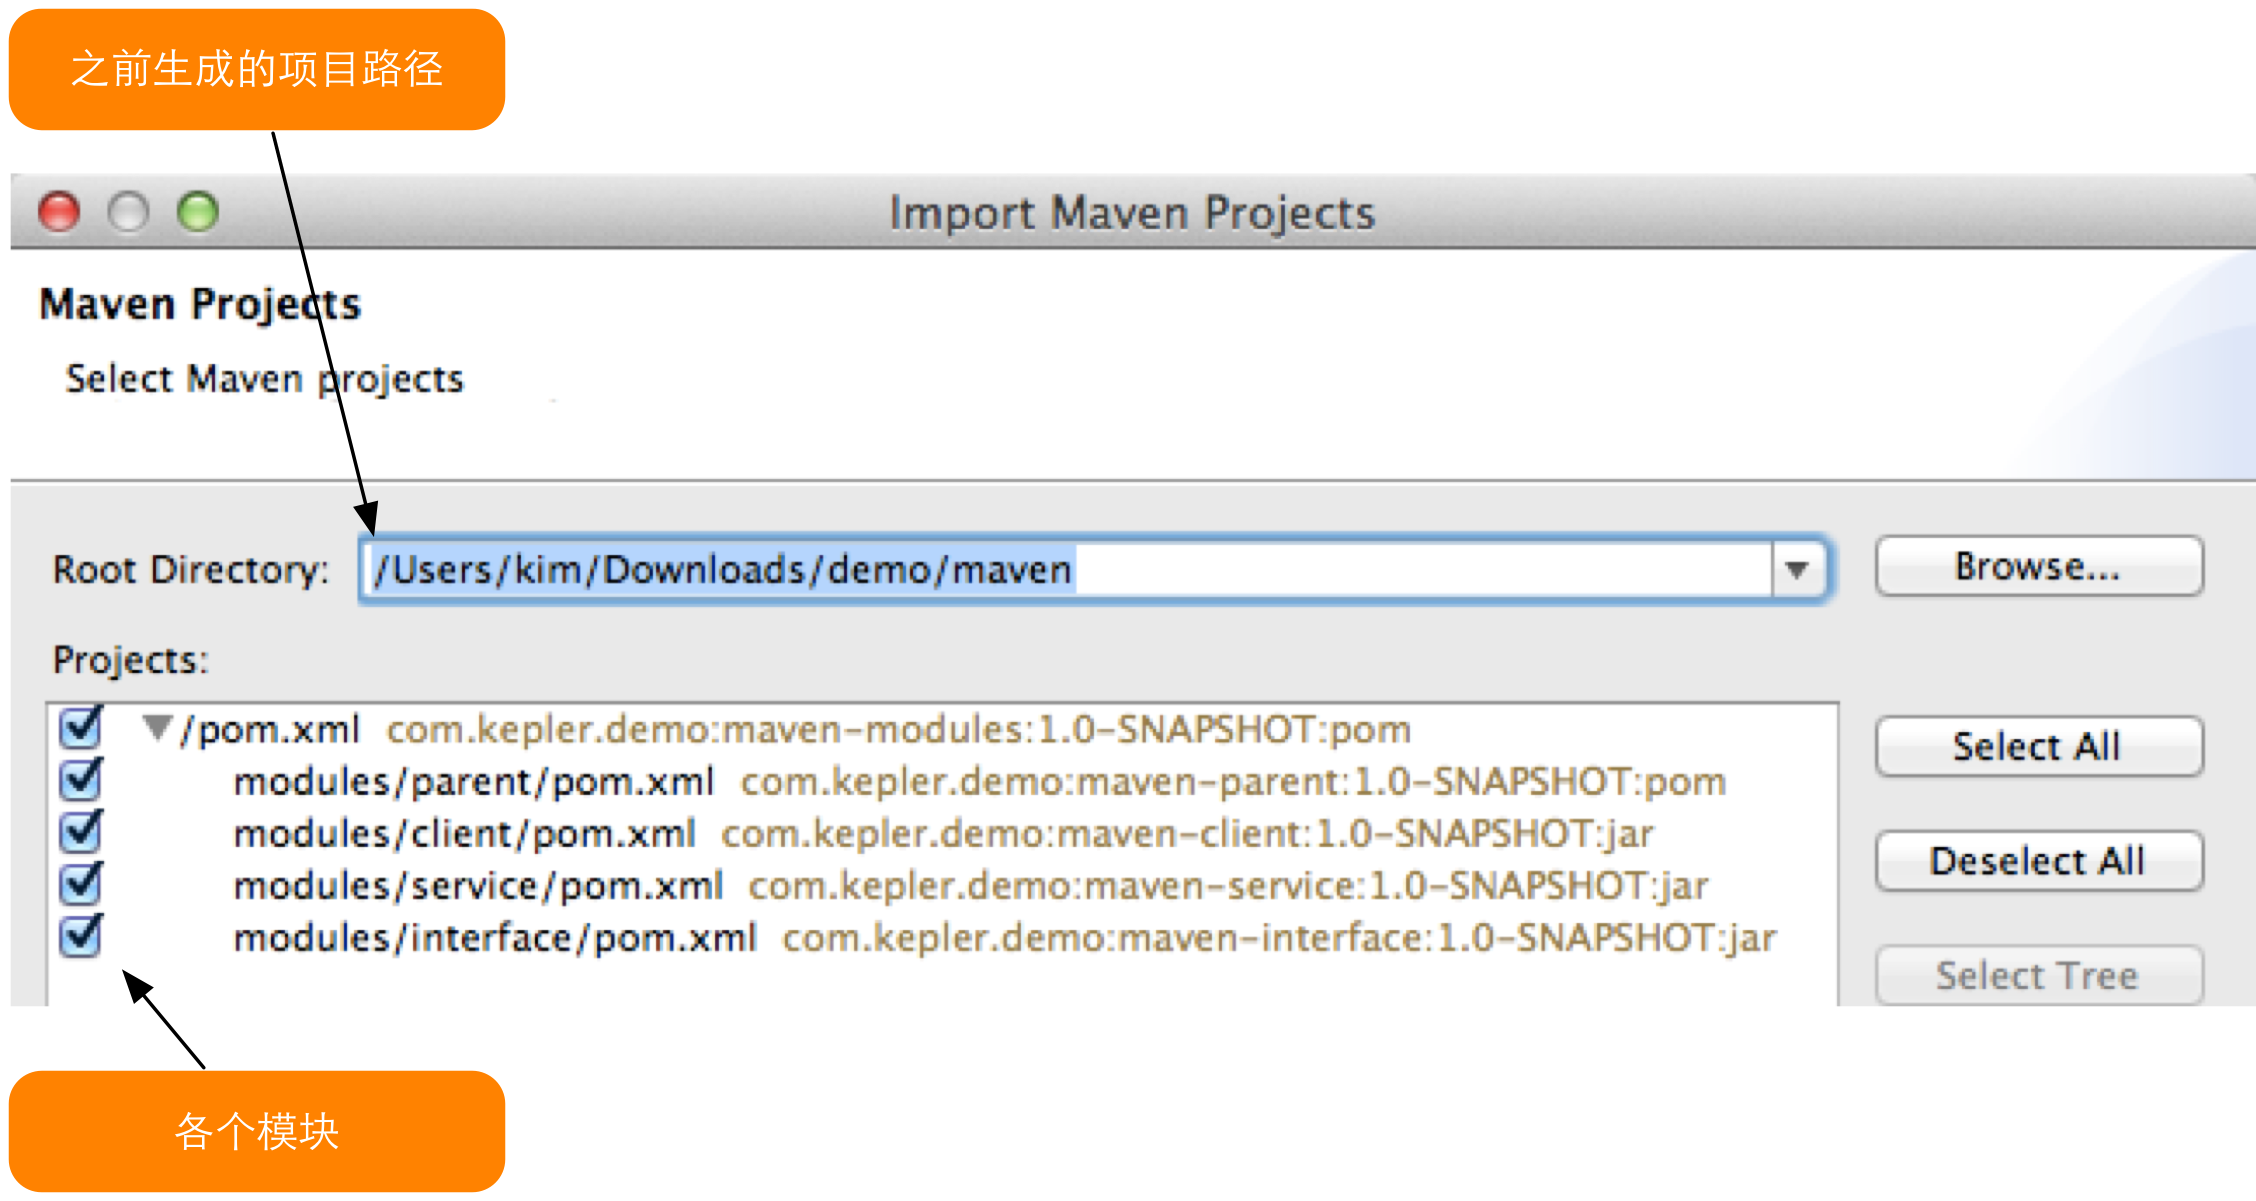 之前生成的项目路径
Import Maven Projects
Maven Projects
Select Maven projects
Root Directory: /Users/kim/Downloads/demo/maven Browse...
Projects:
/pom.xml com.kepler.demo:maven-modules:1.0-SNAPSHOT:pom
modules/parent/pom.xml com.kepler.demo:maven-parent:1.0-SNAPSHOT:pom
modules/client/pom.xml com.kepler.demo:maven-client:1.0-SNAPSHOT:jar
modules/service/pom.xml com.kepler.demo:maven-service:1.0-SNAPSHOT:jar
modules/interface/pom.xml com.kepler.demo:maven-interface:1.0-SNAPSHOT:jar
Select All
Deselect All
Select Tree
各个模块